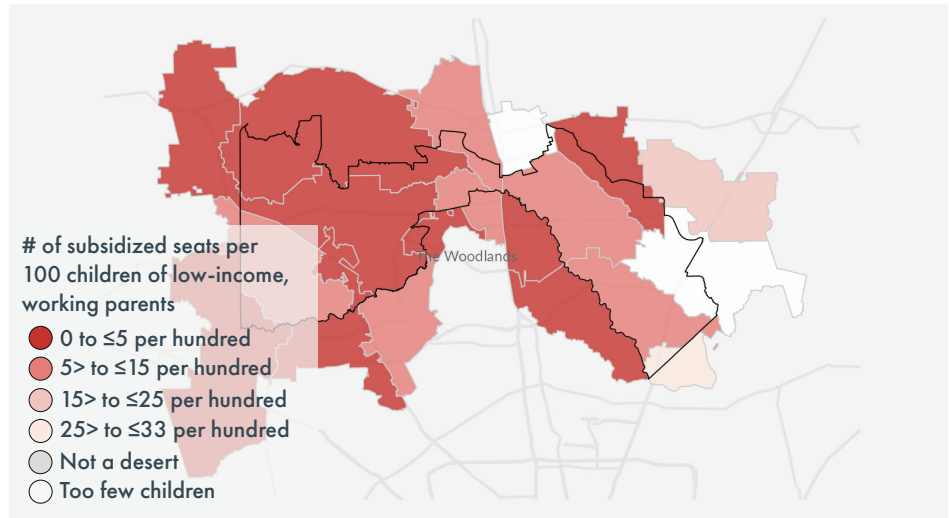 # of subsidized seats per
100 children of low-income,
working parents
0 to ≤5 per hundred
5> to ≤15 per hundred
15> to ≤25 per hundred
25> to ≤33 per hundred
Not a desert
Too few children
The Woodlands